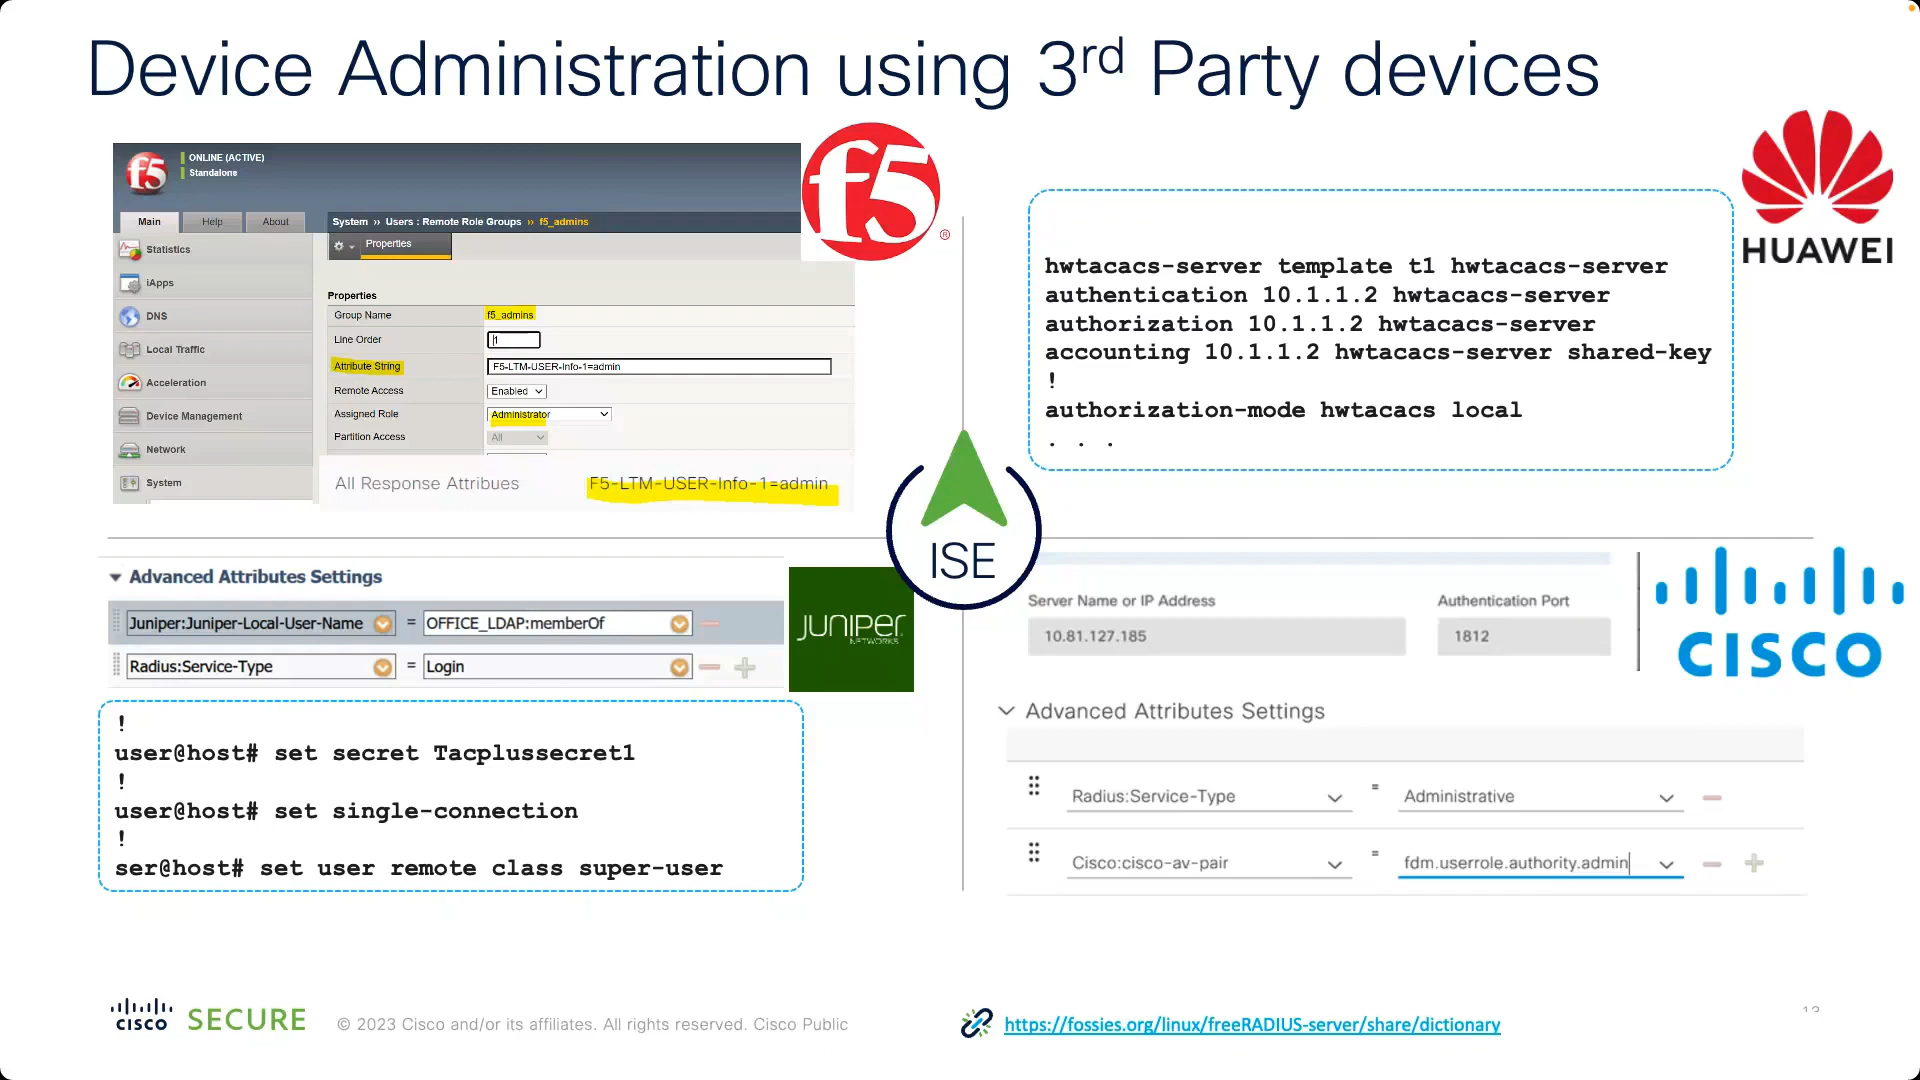 Device Administration using 3rd Party devices
f5
ONLINE (ACTIVE)
Standalone
Main
Help
About
System ›› Users : Remote Role Groups ›› f5_admins
Properties
Statistics
iApps
DNS
Local Traffic
Acceleration
Device Management
Network
System
Properties
Group Name f5_admins
Line Order 1
Attribute String F5-LTM-USER-Info-1=admin
Remote Access Enabled
Assigned Role Administrator
Partition Access All
All Response Attribues F5-LTM-USER-Info-1=admin
f5®
HUAWEI
hwtacacs-server template t1 hwtacacs-server
authentication 10.1.1.2 hwtacacs-server
authorization 10.1.1.2 hwtacacs-server
accounting 10.1.1.2 hwtacacs-server shared-key
!
authorization-mode hwtacacs local
. . .
ISE
Advanced Attributes Settings
Juniper:Juniper-Local-User-Name = OFFICE_LDAP:memberOf
Radius:Service-Type = Login
JUNIPER
NETWORKS
!
user@host# set secret Tacplussecret1
!
user@host# set single-connection
!
ser@host# set user remote class super-user
Server Name or IP Address
10.81.127.185
Authentication Port
1812
CISCO
Advanced Attributes Settings
Radius:Service-Type = Administrative
Cisco:cisco-av-pair = fdm.userrole.authority.admin
CISCO SECURE
© 2023 Cisco and/or its affiliates. All rights reserved. Cisco Public
https://fossies.org/linux/freeRADIUS-server/share/dictionary